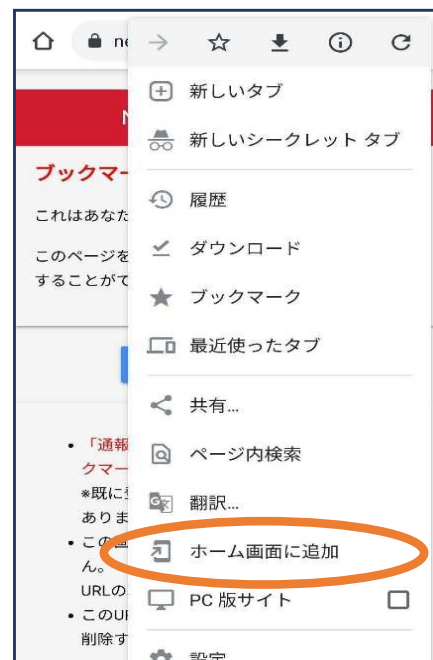 ne
新しいタブ
N
新しいシークレット タブ
ブックマー
履歴
これはあなた
ダウンロード
このページを
することがで
ブックマーク
最近使ったタブ
共有...
「通報
ページ内検索
クマー
※既に
翻訳...
ありま
この
ホーム画面に追加
ん。
URLの
PC 版サイト
このUR
削除す
設定